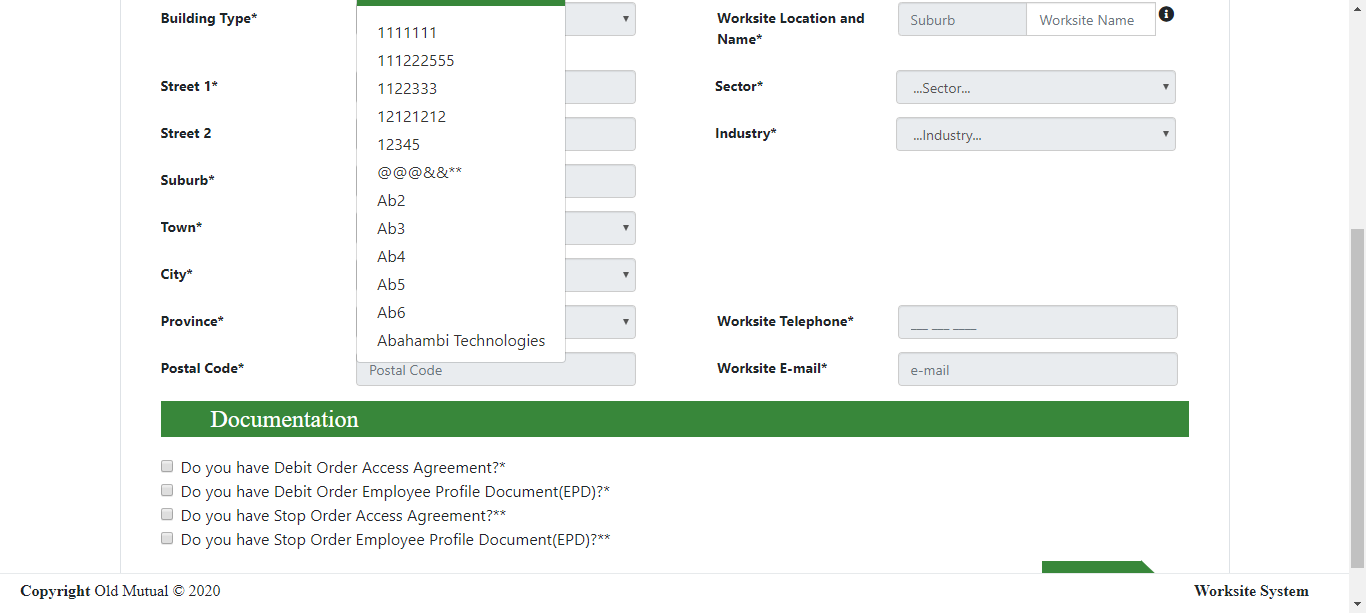 Building Type*
1111111
111222555
1122333
12121212
12345
@@@&&**
Ab2
Ab3
Ab4
Ab5
Ab6
Abahambi Technologies
Worksite Location and
Name*
Suburb
Worksite Name
Street 1*
Sector*
...Sector...
Street 2
Industry*
...Industry...
Suburb*
Town*
City*
Province*
Worksite Telephone*
___ ___ ____
Postal Code*
Postal Code
Worksite E-mail*
e-mail
Documentation
Do you have Debit Order Access Agreement?*
Do you have Debit Order Employee Profile Document(EPD)?*
Do you have Stop Order Access Agreement?**
Do you have Stop Order Employee Profile Document(EPD)?**
Copyright Old Mutual © 2020
Worksite System